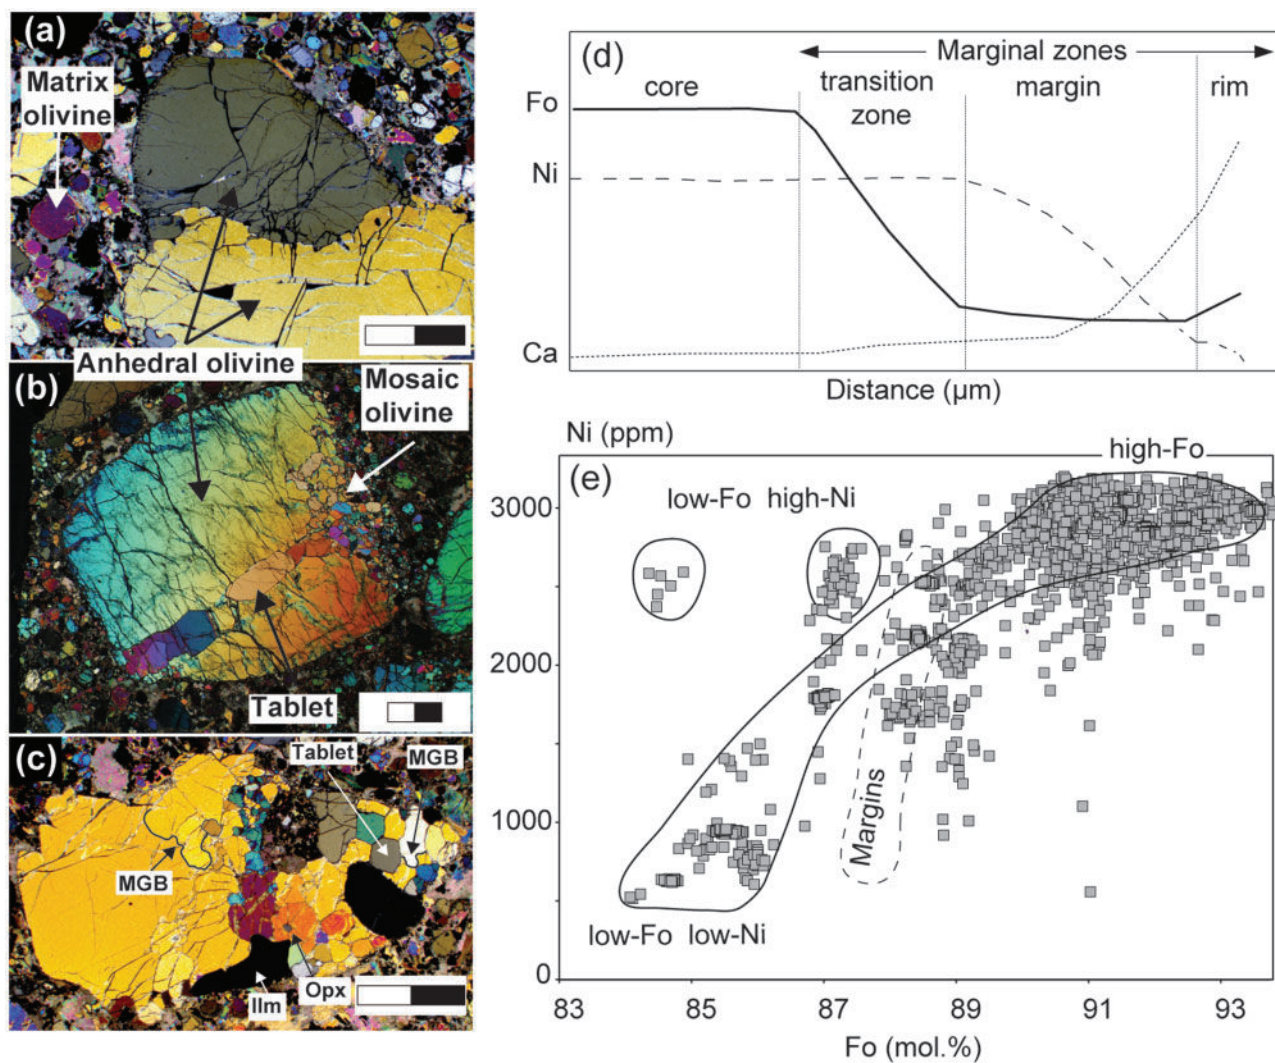 (a)
Matrix
olivine
Anhedral olivine
(b)
Mosaic
olivine
Tablet
(c)
Tablet
MGB
MGB
Ilm
Opx
(d)
Marginal zones
core
transition
zone
margin
rim
Fo
Ni
Ca
Distance (µm)
Ni (ppm)
(e)
high-Fo
low-Fo high-Ni
Margins
low-Fo low-Ni
3000
2000
1000
0
83
85
87
89
91
93
Fo (mol.%)